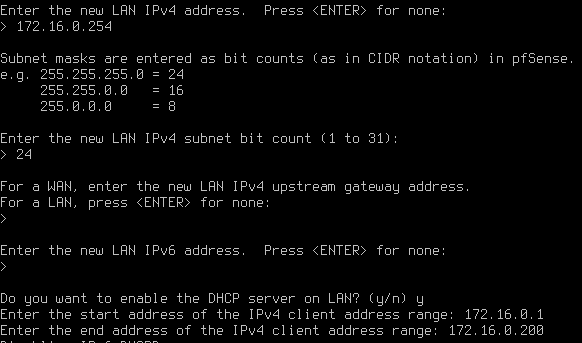 Enter the new LAN IPv4 address.  Press <ENTER> for none:
> 172.16.0.254
Subnet masks are entered as bit counts (as in CIDR notation) in pfSense.
e.g. 255.255.255.0 = 24
     255.255.0.0   = 16
     255.0.0.0     = 8
Enter the new LAN IPv4 subnet bit count (1 to 31):
> 24
For a WAN, enter the new LAN IPv4 upstream gateway address.
For a LAN, press <ENTER> for none:
>
Enter the new LAN IPv6 address.  Press <ENTER> for none:
>
Do you want to enable the DHCP server on LAN? (y/n) y
Enter the start address of the IPv4 client address range: 172.16.0.1
Enter the end address of the IPv4 client address range: 172.16.0.200